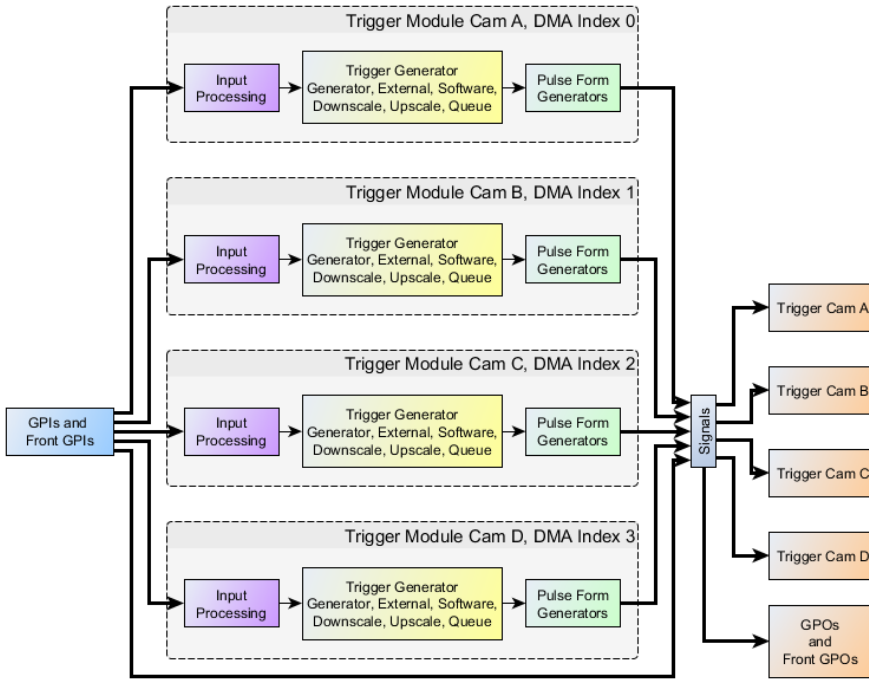 Trigger Module Cam A, DMA Index 0
Input
Processing
Trigger Generator
Generator, External, Software,
Downscale, Upscale, Queue
Pulse Form
Generators
Trigger Module Cam B, DMA Index 1
Input
Processing
Trigger Generator
Generator, External, Software,
Downscale, Upscale, Queue
Pulse Form
Generators
Trigger Module Cam C, DMA Index 2
Input
Processing
Trigger Generator
Generator, External, Software,
Downscale, Upscale, Queue
Pulse Form
Generators
Trigger Module Cam D, DMA Index 3
Input
Processing
Trigger Generator
Generator, External, Software,
Downscale, Upscale, Queue
Pulse Form
Generators
GPIs and
Front GPIs
Signals
Trigger Cam A
Trigger Cam B
Trigger Cam C
Trigger Cam D
GPOs
and
Front GPOs